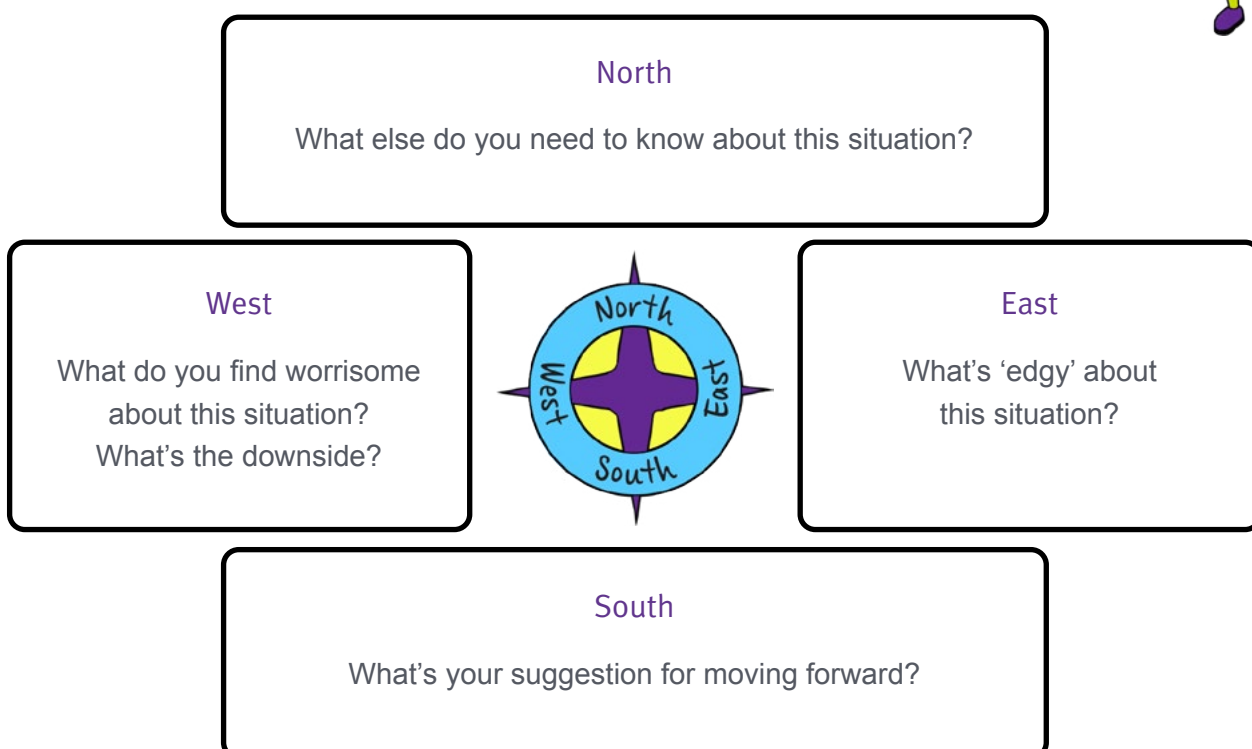 North
What else do you need to know about this situation?
West
What do you find worrisome
about this situation?
What's the downside?
North
West
East
South
East
What's ‘edgy’ about
this situation?
South
What's your suggestion for moving forward?